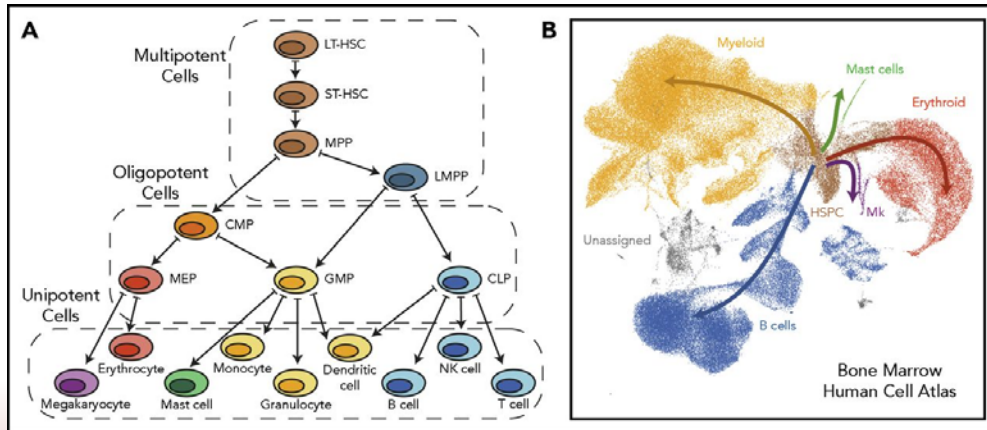 A
Multipotent
Cells
LT-HSC
ST-HSC
MPP
LMPP
Oligopotent
Cells
CMP
MEP
GMP
CLP
Unipotent
Cells
Erythrocyte
Monocyte
Dendritic
cell
NK cell
Megakaryocyte
Mast cell
Granulocyte
B cell
T cell
B
Myeloid
Mast cells
Erythroid
HSPC
Mk
Unassigned
B cells
Bone Marrow
Human Cell Atlas